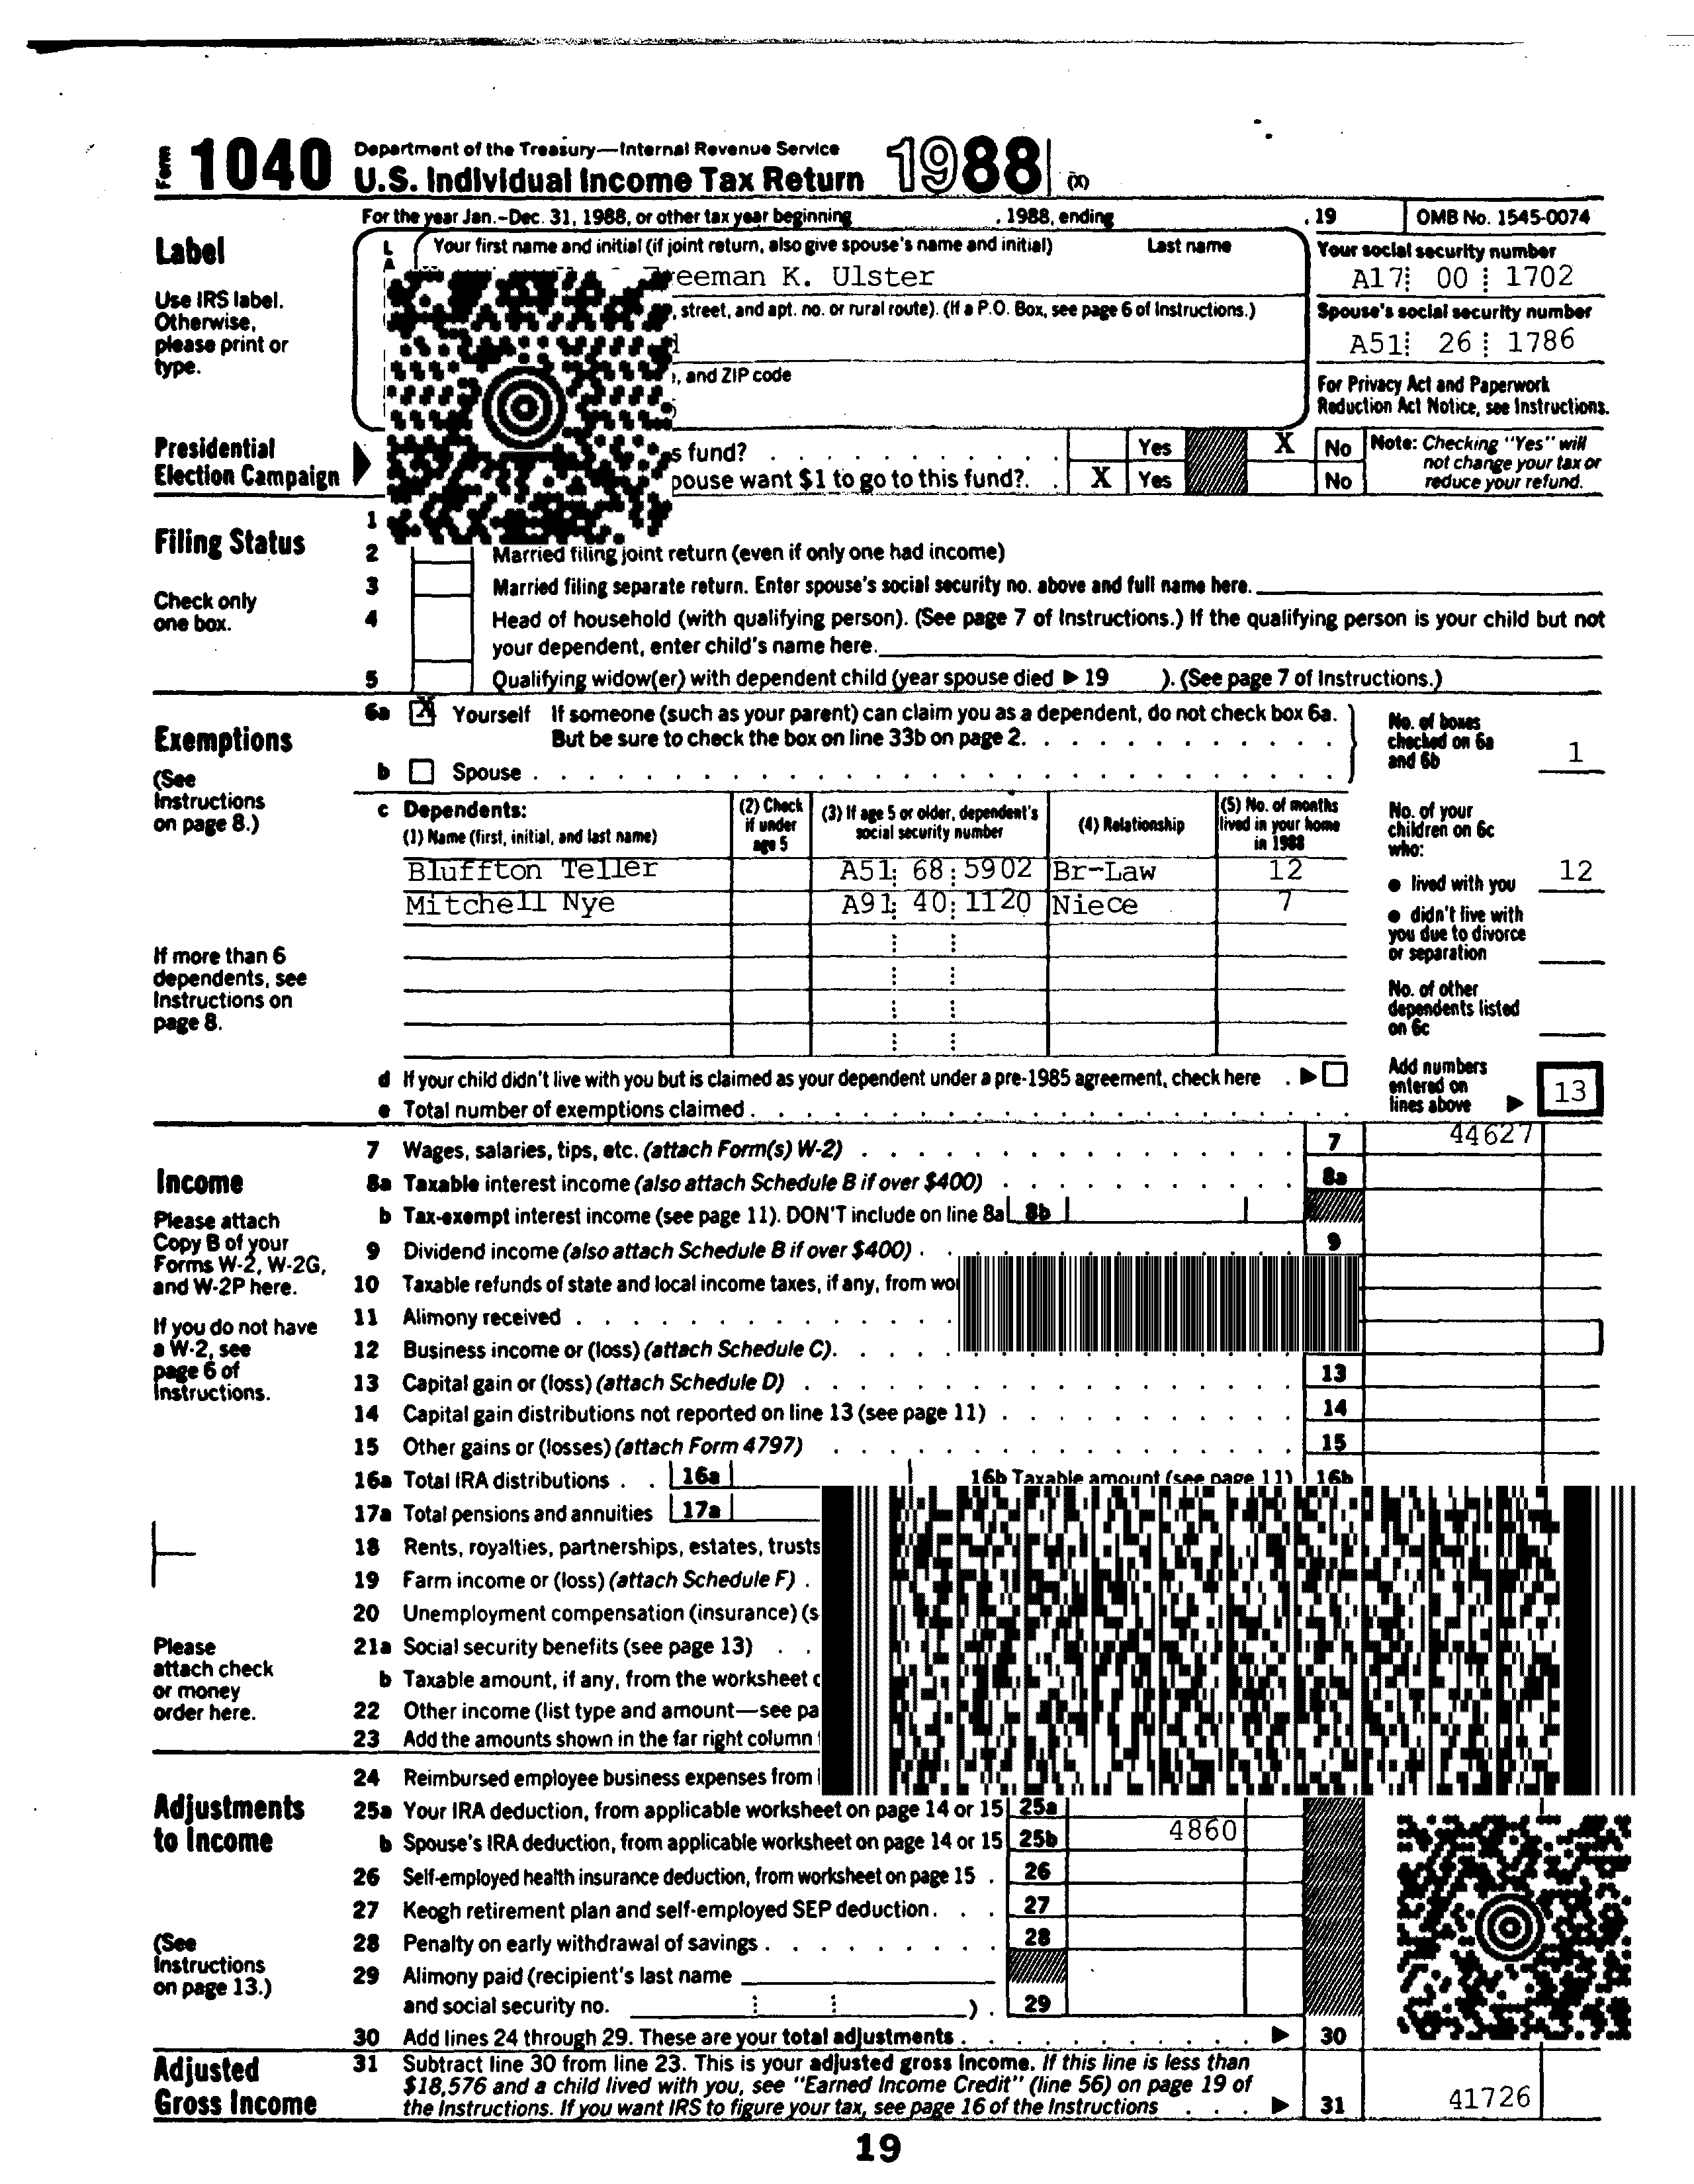 Form 1040 Department of the Treasury—Internal Revenue Service
U.S. Individual Income Tax Return 1988 (X)
For the year Jan.-Dec. 31, 1988, or other tax year beginning , 1988, ending , 19 OMB No. 1545-0074
Label
Use IRS label.
Otherwise,
please print or
type.
L
A
Your first name and initial (if joint return, also give spouse's name and initial) Last name
reeman K. Ulster
street, and apt. no. or rural route). (If a P.O. Box, see page 6 of Instructions.)
, and ZIP code
Your social security number
A17 00 1702
Spouse's social security number
A51 26 1786
For Privacy Act and Paperwork
Reduction Act Notice, see Instructions.
Presidential
Election Campaign
s fund? . . . . . . . . . . Yes X No
pouse want $1 to go to this fund?. . X Yes No
Note: Checking "Yes" will
not change your tax or
reduce your refund.
Filing Status
Check only
one box.
1
2 Married filing joint return (even if only one had income)
3 Married filing separate return. Enter spouse's social security no. above and full name here.
4 Head of household (with qualifying person). (See page 7 of Instructions.) If the qualifying person is your child but not
your dependent, enter child's name here.
5 Qualifying widow(er) with dependent child (year spouse died ▶ 19 ). (See page 7 of Instructions.)
Exemptions
(See
Instructions
on page 8.)
6a X Yourself If someone (such as your parent) can claim you as a dependent, do not check box 6a.
But be sure to check the box on line 33b on page 2. . . . . . . . . . . .
b Spouse . . . . . . . . . . . . . . . . . . . .
No. of boxes
checked on 6a
and 6b 1
c Dependents:
(1) Name (first, initial, and last name)
(2) Check
if under
age 5
(3) If age 5 or older, dependent's
social security number
(4) Relationship
(5) No. of months
lived in your home
in 1988
Bluffton Teller A51 68 5902 Br-Law 12
Mitchell Nye A91 40 1120 Niece 7
If more than 6
dependents, see
Instructions on
page 8.
No. of your
children on 6c
who:
● lived with you 12
● didn't live with
you due to divorce
or separation
No. of other
dependents listed
on 6c
d If your child didn't live with you but is claimed as your dependent under a pre-1985 agreement, check here . ▶
e Total number of exemptions claimed . . . . . . . . . . . . . . . .
Add numbers
entered on
lines above ▶ 13
Income
Please attach
Copy B of your
Forms W-2, W-2G,
and W-2P here.
If you do not have
a W-2, see
page 6 of
Instructions.
Please
attach check
or money
order here.
7 Wages, salaries, tips, etc. (attach Form(s) W-2) . . . . . . . . . . 7 44627
8a Taxable interest income (also attach Schedule B if over $400) . . . . . . 8a
b Tax-exempt interest income (see page 11). DON'T include on line 8a 8b
9 Dividend income (also attach Schedule B if over $400) . . . . . . . 9
10 Taxable refunds of state and local income taxes, if any, from wo
11 Alimony received . . . . . . . . . . . . . .
12 Business income or (loss) (attach Schedule C). . . . . .
13 Capital gain or (loss) (attach Schedule D) . . . . . . . . . . . . 13
14 Capital gain distributions not reported on line 13 (see page 11) . . . . . . 14
15 Other gains or (losses) (attach Form 4797) . . . . . . . . . . . 15
16a Total IRA distributions . . 16a 16b Taxable amount (see page 11) 16b
17a Total pensions and annuities 17a
18 Rents, royalties, partnerships, estates, trusts
19 Farm income or (loss) (attach Schedule F) .
20 Unemployment compensation (insurance) (s
21a Social security benefits (see page 13) . .
b Taxable amount, if any, from the worksheet
22 Other income (list type and amount—see pa
23 Add the amounts shown in the far right column
Adjustments
to Income
(See
Instructions
on page 13.)
24 Reimbursed employee business expenses from
25a Your IRA deduction, from applicable worksheet on page 14 or 15 25a
b Spouse's IRA deduction, from applicable worksheet on page 14 or 15 25b 4860
26 Self-employed health insurance deduction, from worksheet on page 15 . 26
27 Keogh retirement plan and self-employed SEP deduction. . . 27
28 Penalty on early withdrawal of savings . . . . . . . . . 28
29 Alimony paid (recipient's last name
and social security no. ) . 29
30 Add lines 24 through 29. These are your total adjustments . . . . . . . . . . ▶ 30
Adjusted
Gross Income
31 Subtract line 30 from line 23. This is your adjusted gross income. If this line is less than
$18,576 and a child lived with you, see "Earned Income Credit" (line 56) on page 19 of
the Instructions. If you want IRS to figure your tax, see page 16 of the Instructions . . . ▶ 31 41726
19